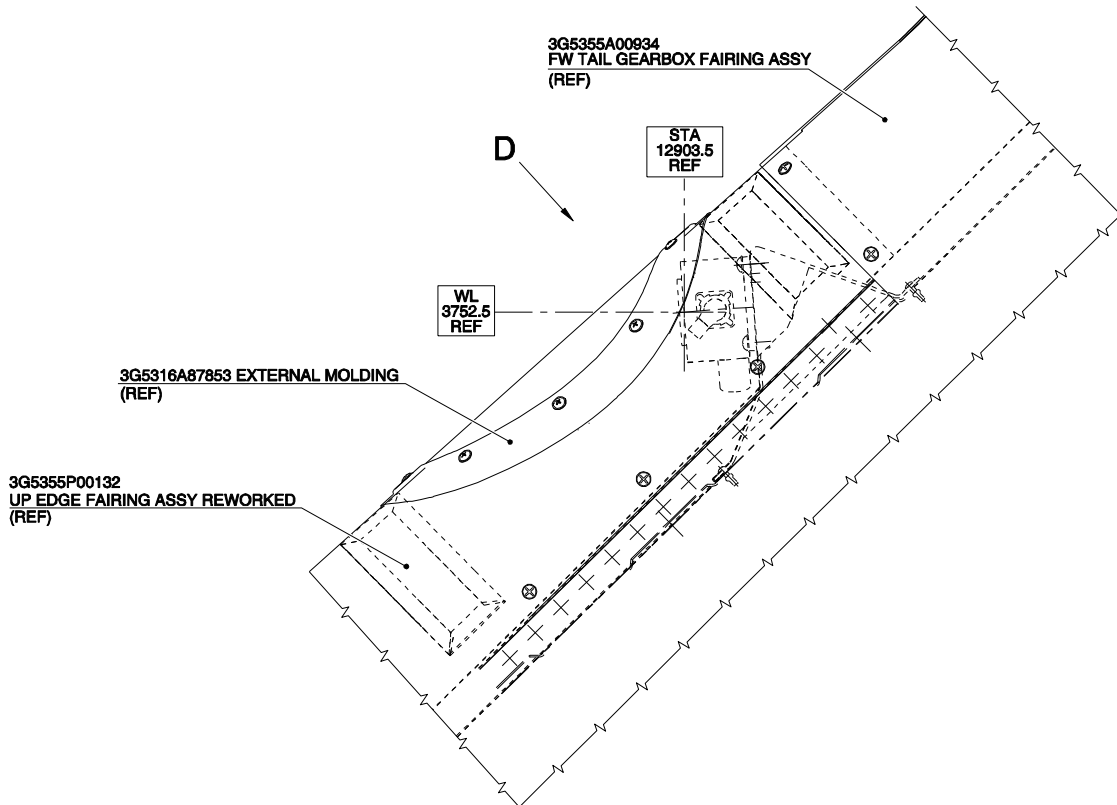 3G5355A00934
FW TAIL GEARBOX FAIRING ASSY
(REF)
D
STA
12903.5
REF
WL
3752.5
REF
3G5316A87853 EXTERNAL MOLDING
(REF)
3G5355P00132
UP EDGE FAIRING ASSY REWORKED
(REF)